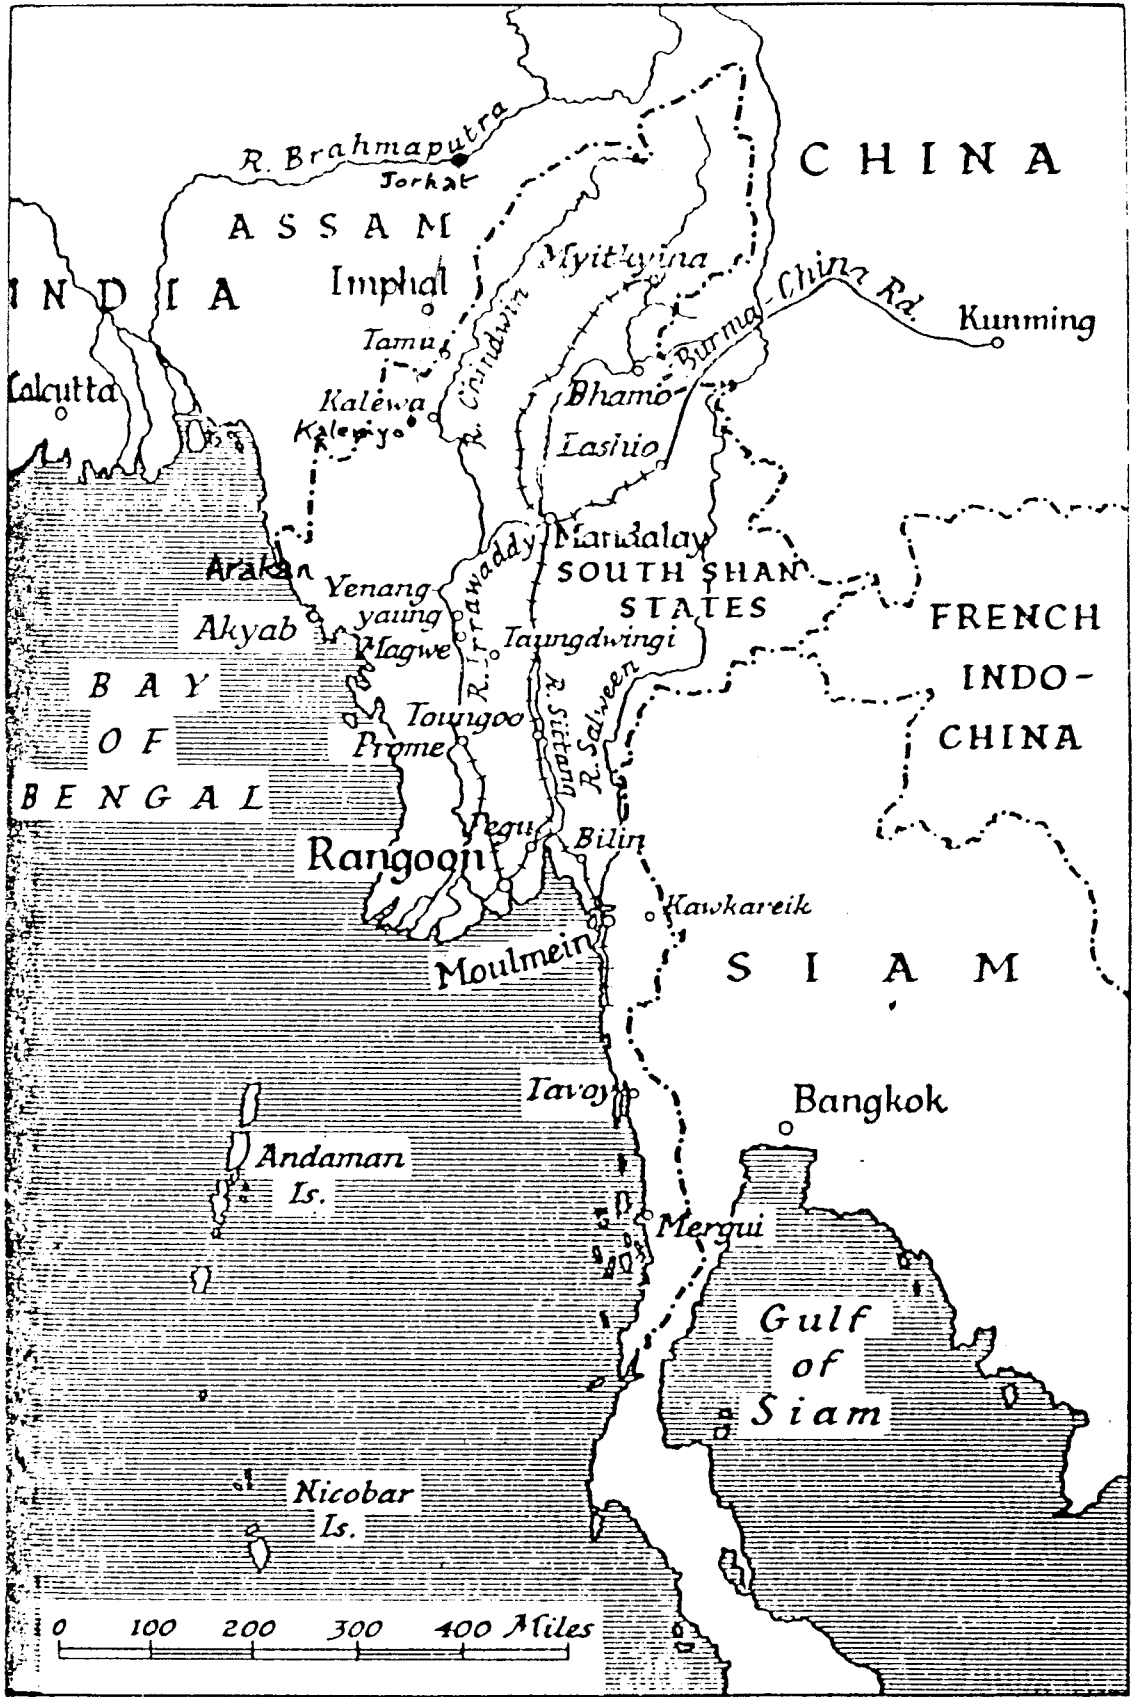 R. Brahmaputra
Jorhat
CHINA
ASSAM
INDIA
Imphal
Myitkyina
Tamu
R. Chindwin
Burma-China Rd.
Kunming
Calcutta
Kalewa
Kalemyo
Bhamo
Lashio
Mandalay
SOUTH SHAN
STATES
Arakan
Akyab
Yenang-
yaung
Magwe
R. Irrawaddy
Taungdwingi
FRENCH
INDO-
CHINA
BAY
OF
BENGAL
Toungoo
Prome
R. Sittang
R. Salween
Pegu
Bilin
Rangoon
Kawkareik
Moulmein
SIAM
Tavoy
Bangkok
Andaman
Is.
Mergui
Gulf
of
Siam
Nicobar
Is.
0 100 200 300 400 Miles